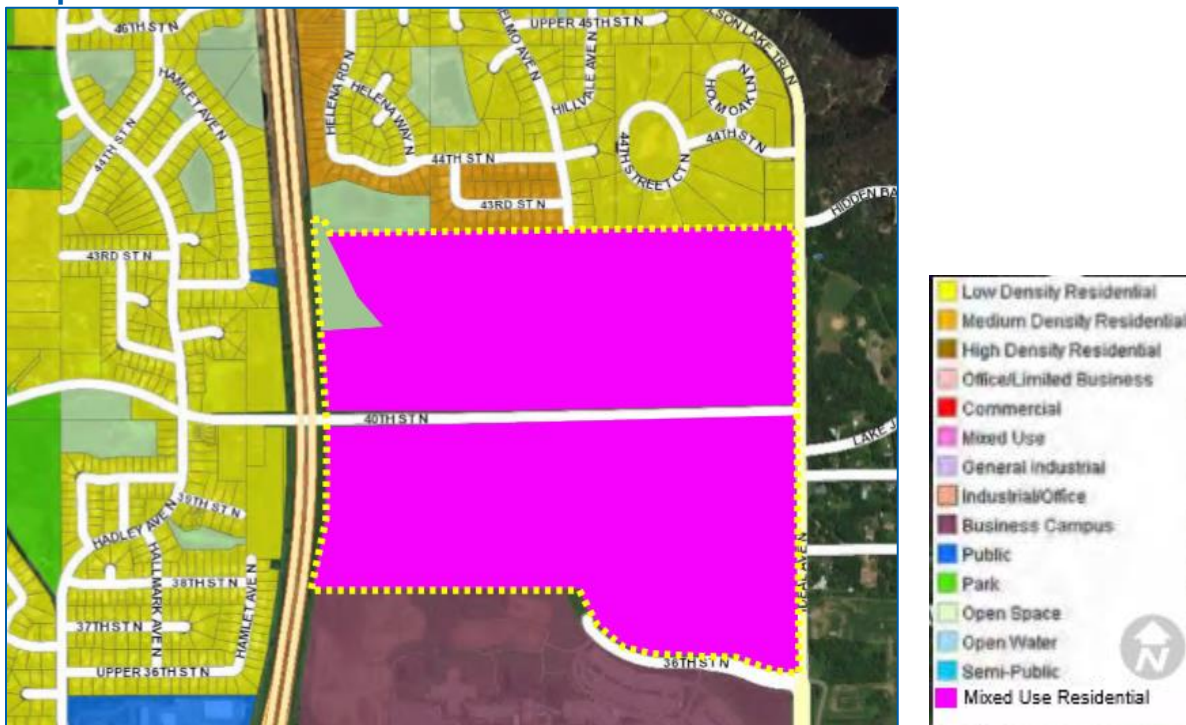 46TH ST N
UPPER 45TH ST N
HAMLET AVE N
HELENA RD N
HELENA WAY N
HILLVALE AVE N
HOLM OAK LN N
44TH ST N
44TH ST N
44TH STREET CT N
44TH ST N
43RD ST N
HIDDEN BA
43RD ST N
40TH ST N
LAKE J
39TH ST N
HADLEY AVE N
HALLMARK AVE N
38TH ST N
HAMLET AVE N
37TH ST N
UPPER 36TH ST N
36TH ST N
Low Density Residential
Medium Density Residential
High Density Residential
Office/Limited Business
Commercial
Mixed Use
General Industrial
Industrial/Office
Business Campus
Public
Park
Open Space
Open Water
Semi-Public
Mixed Use Residential
N